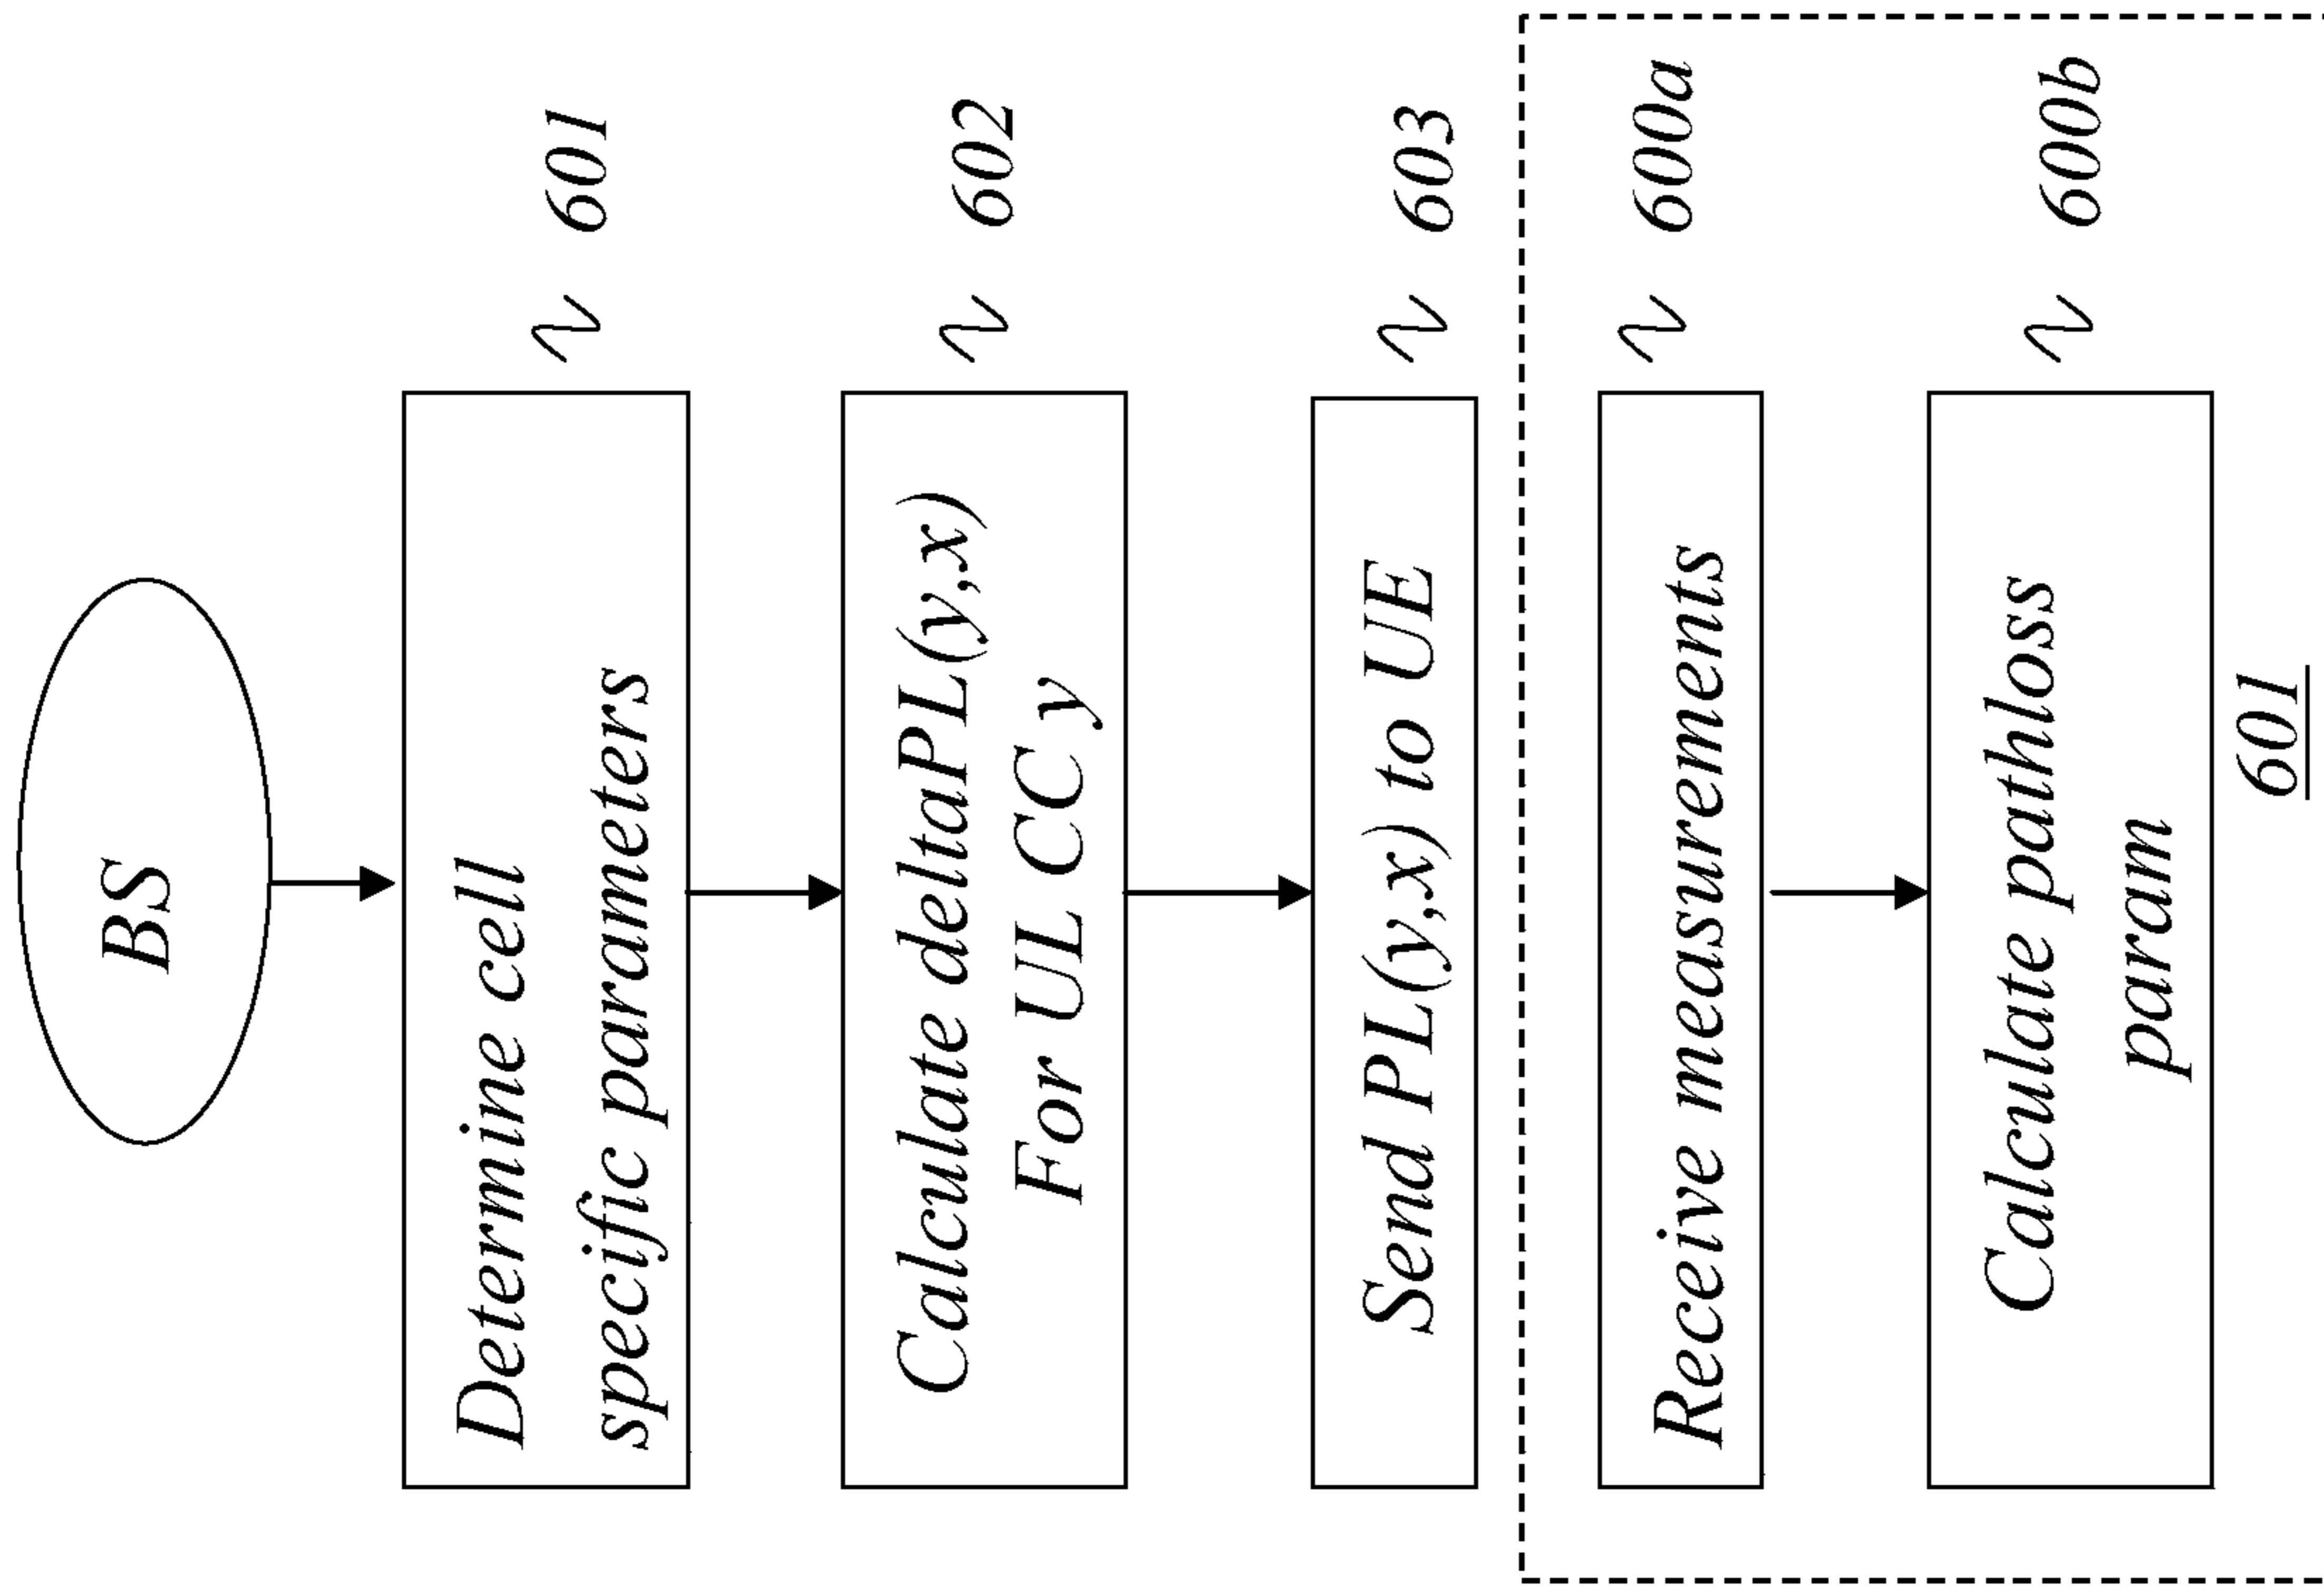 BS
Determine cell
specific parameters
601
Calculate deltaPL(y,x)
For UL CC y
602
Send PL(y,x) to UE
603
Receive measurements
600a
Calculate pathloss
param
600b
601